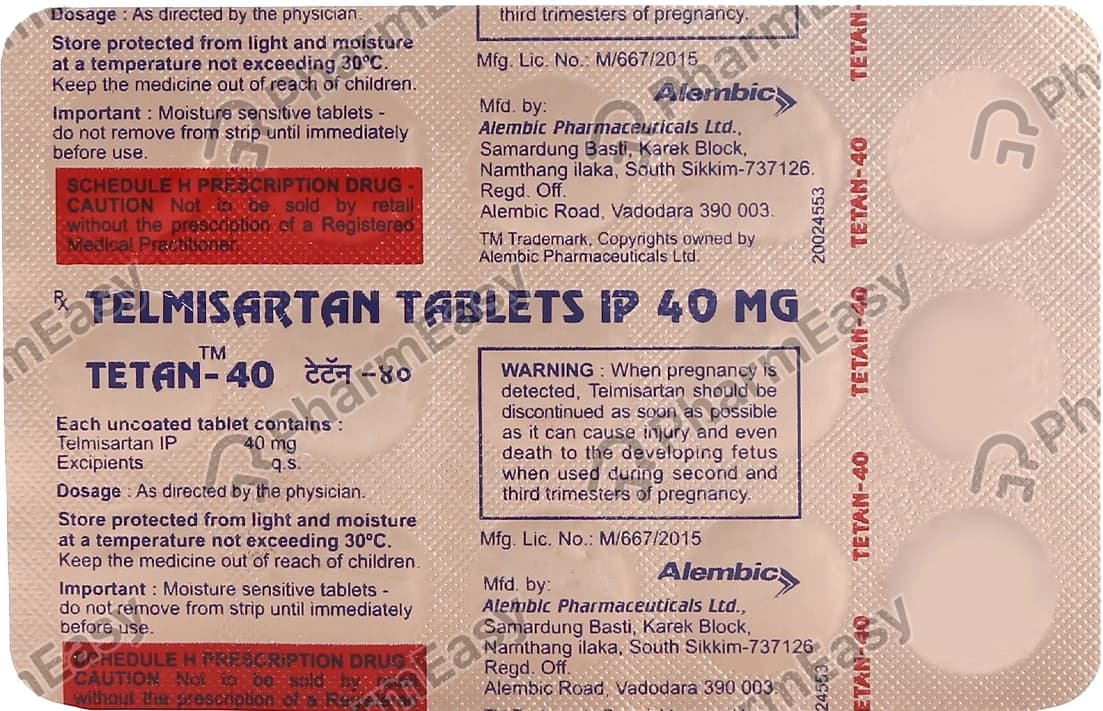 Dosage : As directed by the physician.
Store protected from light and moisture
at a temperature not exceeding 30ºC.
Keep the medicine out of reach of children.
Important : Moisture sensitive tablets -
do not remove from strip until immediately
before use.
SCHEDULE H PRESCRIPTION DRUG -
CAUTION Not to be sold by retail
without the prescription of a Registered
Medical Practitioner.
third trimesters of pregnancy.
Mfg. Lic. No.: M/667/2015
Alembic
Mfd. by:
Alembic Pharmaceuticals Ltd.,
Samardung Basti, Karek Block,
Namthang ilaka, South Sikkim-737126.
Regd. Off.
Alembic Road, Vadodara 390 003.
TM Trademark, Copyrights owned by
Alembic Pharmaceuticals Ltd.
20024553
Rx TELMISARTAN TABLETS IP 40 MG
TETAN-40 TM टेटॅन -४०
Each uncoated tablet contains :
Telmisartan IP 40 mg
Excipients q.s.
Dosage : As directed by the physician.
Store protected from light and moisture
at a temperature not exceeding 30ºC.
Keep the medicine out of reach of children.
Important : Moisture sensitive tablets -
do not remove from strip until immediately
before use.
SCHEDULE H PRESCRIPTION DRUG -
CAUTION Not to be sold by retail
without the prescription of a Registered
WARNING : When pregnancy is
detected, Telmisartan should be
discontinued as soon as possible
as it can cause injury and even
death to the developing fetus
when used during second and
third trimesters of pregnancy.
Mfg. Lic. No.: M/667/2015
Alembic
Mfd. by:
Alembic Pharmaceuticals Ltd.,
Samardung Basti, Karek Block,
Namthang ilaka, South Sikkim-737126
Regd. Off.
Alembic Road, Vadodara 390 003.
24553
TETAN-
TETAN-40
TETAN-40
TETAN-40
ETAN-40
PharmEasy
PharmEasy
PharmEasy
PharmEasy